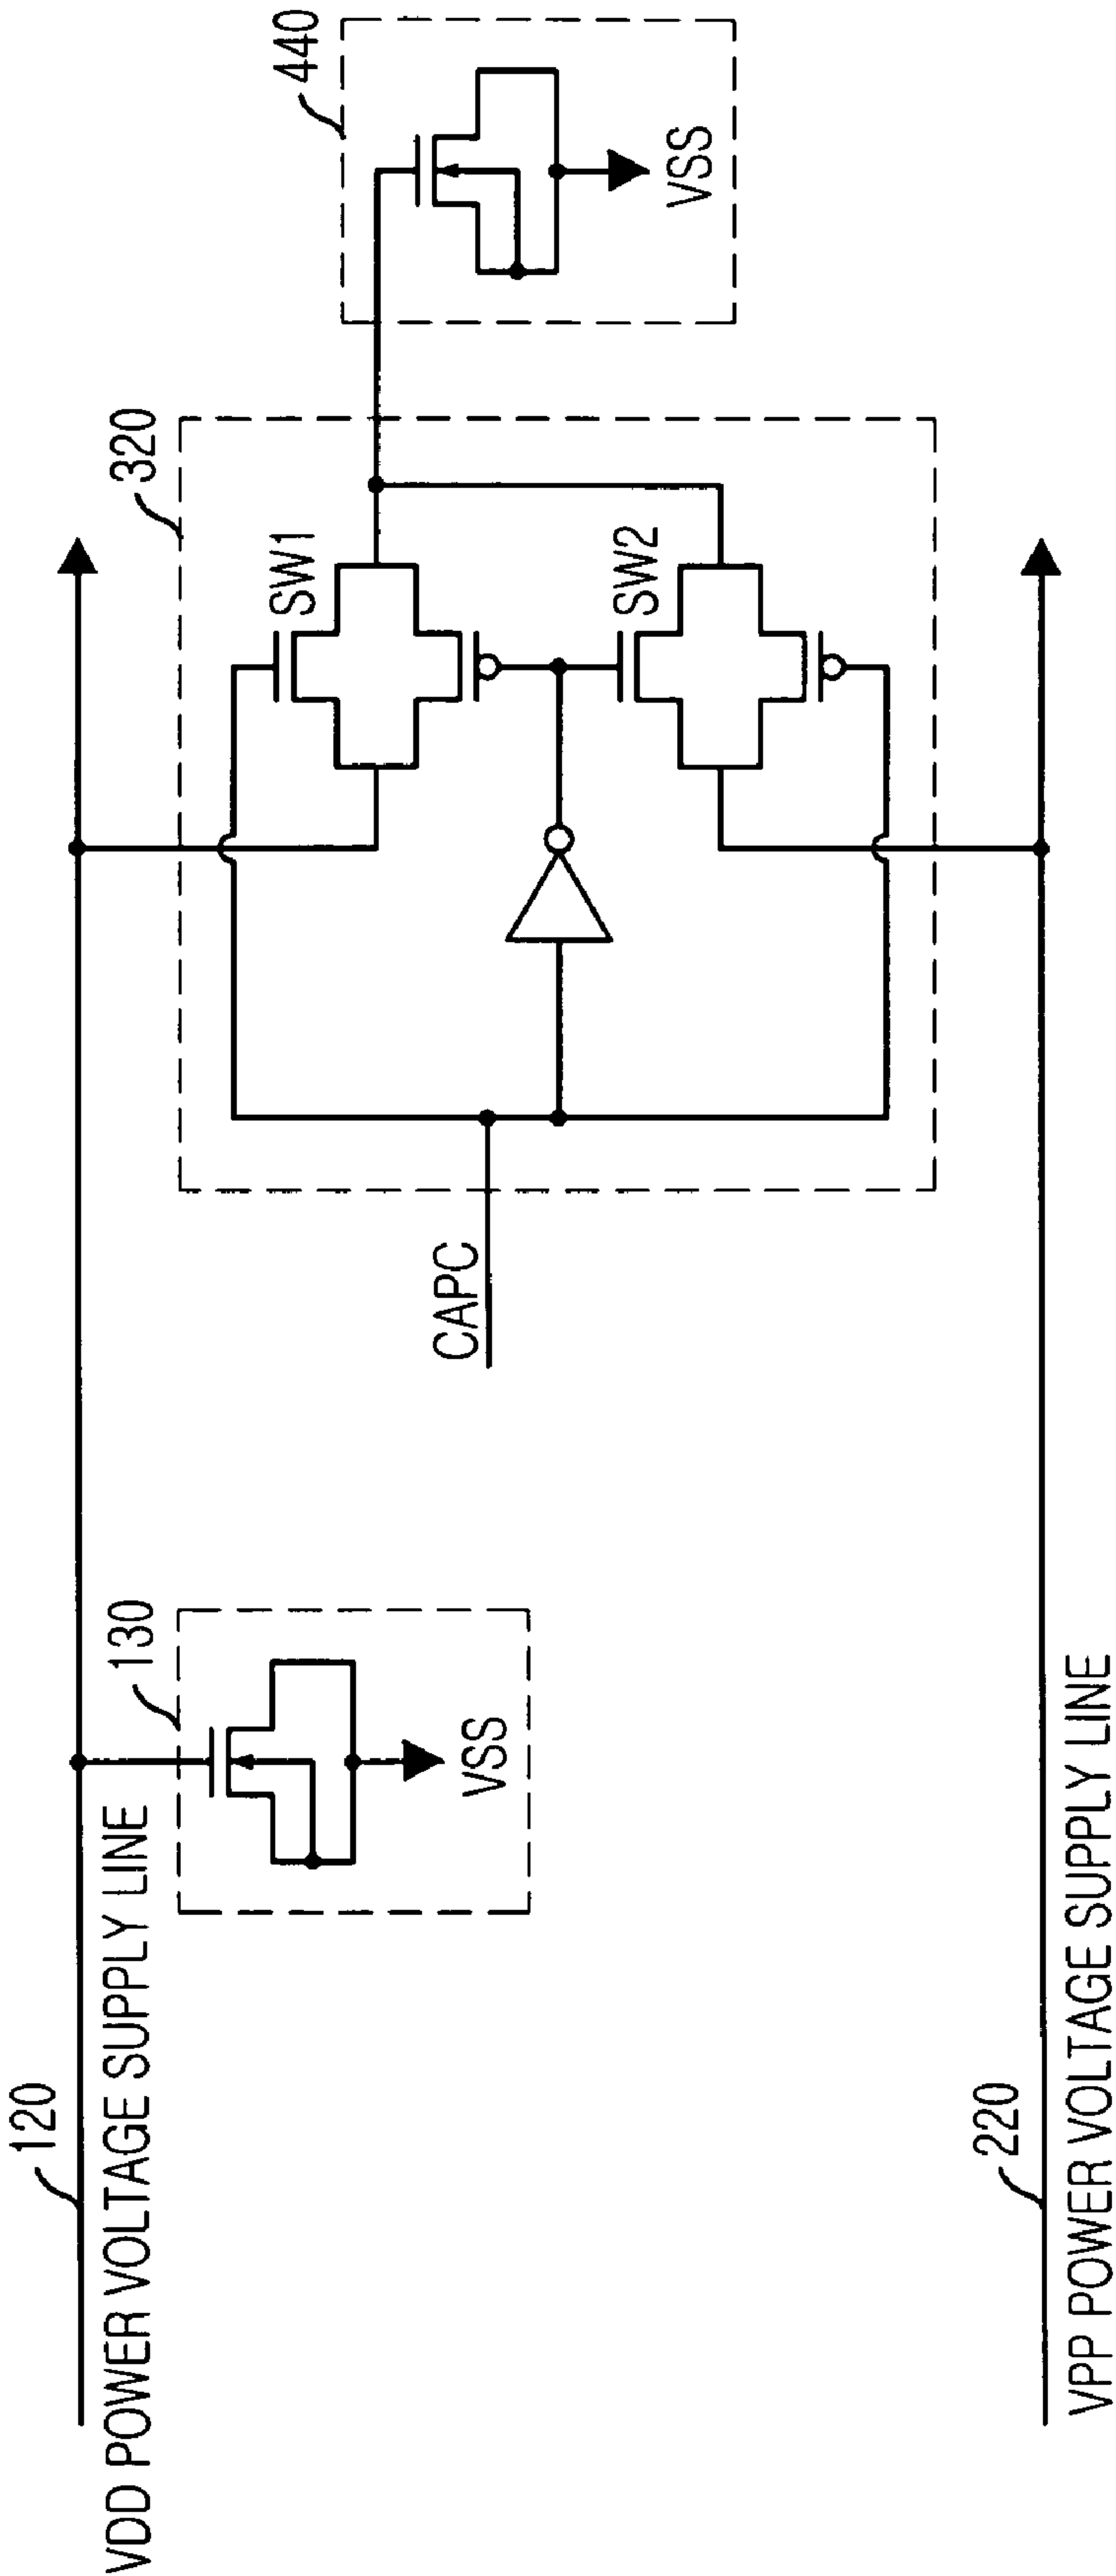 120
VDD POWER VOLTAGE SUPPLY LINE
130
VSS
CAPC
320
SW1
SW2
440
VSS
220
VPP POWER VOLTAGE SUPPLY LINE